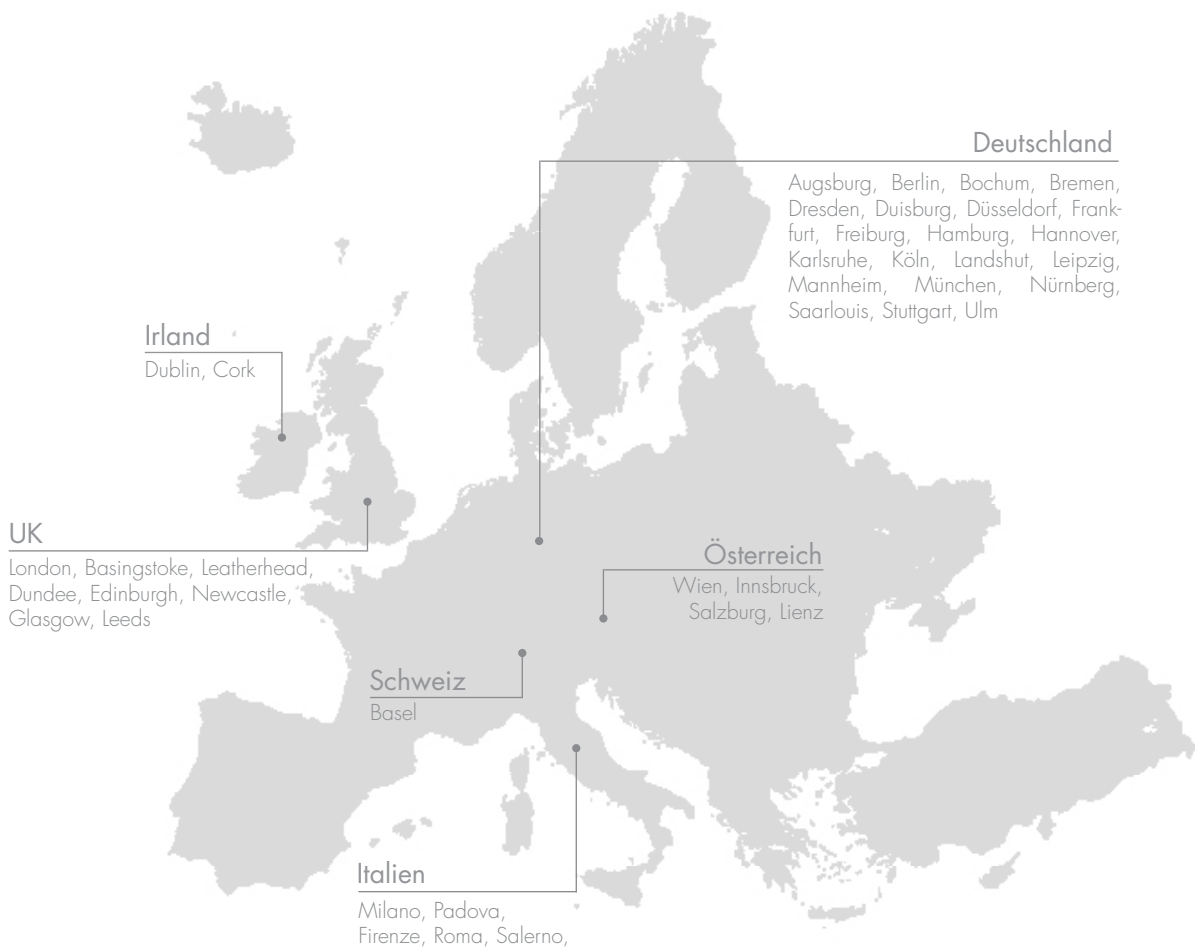 Deutschland
Augsburg, Berlin, Bochum, Bremen,
Dresden, Duisburg, Düsseldorf, Frank-
furt, Freiburg, Hamburg, Hannover,
Karlsruhe, Köln, Landshut, Leipzig,
Mannheim, München, Nürnberg,
Saarlouis, Stuttgart, Ulm
Irland
Dublin, Cork
UK
London, Basingstoke, Leatherhead,
Dundee, Edinburgh, Newcastle,
Glasgow, Leeds
Österreich
Wien, Innsbruck,
Salzburg, Lienz
Schweiz
Basel
Italien
Milano, Padova,
Firenze, Roma, Salerno,